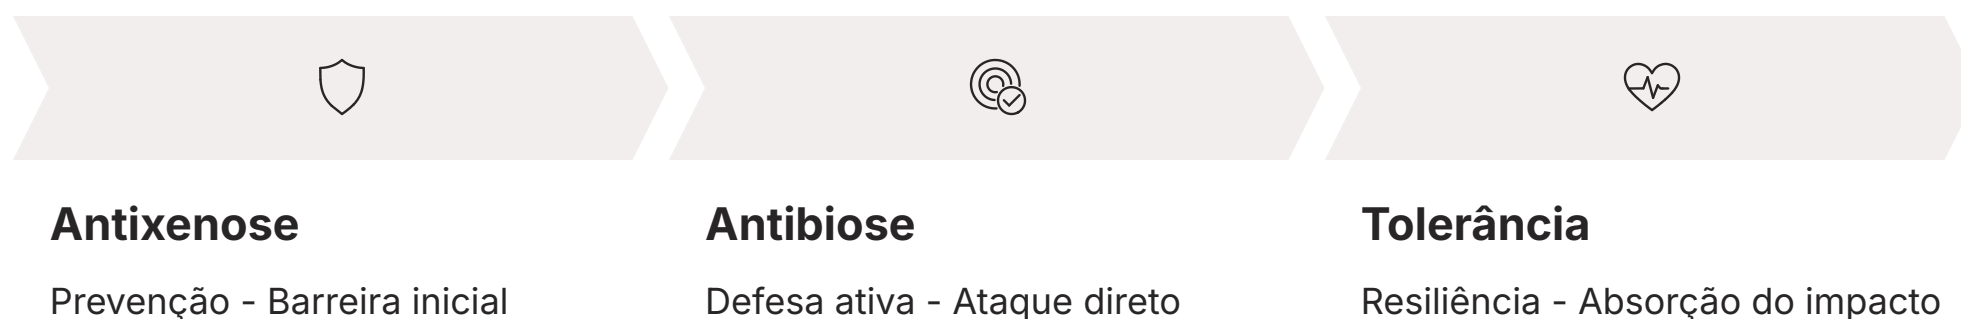 Antixenose
Prevenção - Barreira inicial
Antibiose
Defesa ativa - Ataque direto
Tolerância
Resiliência - Absorção do impacto